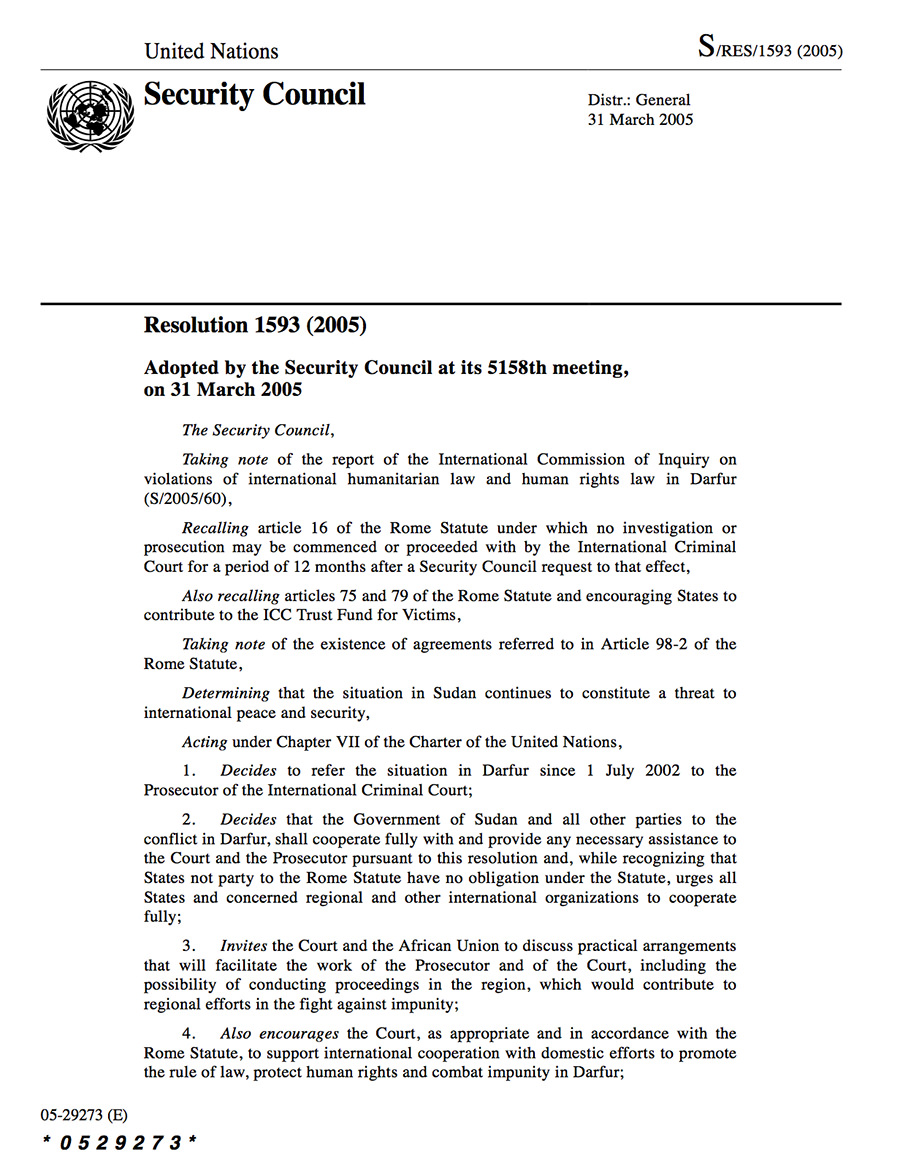 United Nations
S/RES/1593 (2005)
Security Council
Distr.: General
31 March 2005
Resolution 1593 (2005)
Adopted by the Security Council at its 5158th meeting,
on 31 March 2005
The Security Council,
Taking note of the report of the International Commission of Inquiry on
violations of international humanitarian law and human rights law in Darfur
(S/2005/60),
Recalling article 16 of the Rome Statute under which no investigation or
prosecution may be commenced or proceeded with by the International Criminal
Court for a period of 12 months after a Security Council request to that effect,
Also recalling articles 75 and 79 of the Rome Statute and encouraging States to
contribute to the ICC Trust Fund for Victims,
Taking note of the existence of agreements referred to in Article 98-2 of the
Rome Statute,
Determining that the situation in Sudan continues to constitute a threat to
international peace and security,
Acting under Chapter VII of the Charter of the United Nations,
1. Decides to refer the situation in Darfur since 1 July 2002 to the
Prosecutor of the International Criminal Court;
2. Decides that the Government of Sudan and all other parties to the
conflict in Darfur, shall cooperate fully with and provide any necessary assistance to
the Court and the Prosecutor pursuant to this resolution and, while recognizing that
States not party to the Rome Statute have no obligation under the Statute, urges all
States and concerned regional and other international organizations to cooperate
fully;
3. Invites the Court and the African Union to discuss practical arrangements
that will facilitate the work of the Prosecutor and of the Court, including the
possibility of conducting proceedings in the region, which would contribute to
regional efforts in the fight against impunity;
4. Also encourages the Court, as appropriate and in accordance with the
Rome Statute, to support international cooperation with domestic efforts to promote
the rule of law, protect human rights and combat impunity in Darfur;
05-29273 (E)
*0529273*